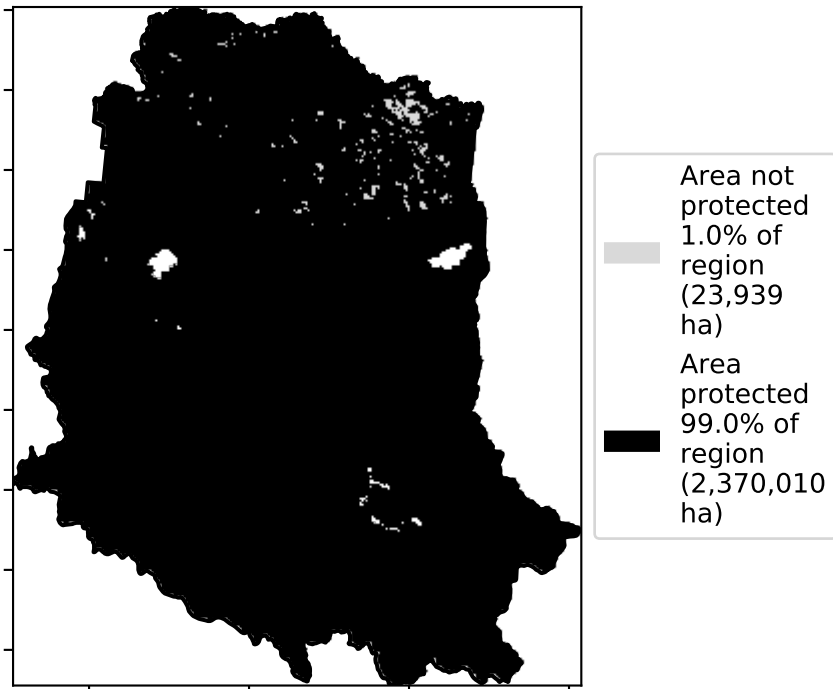 Area not
protected
1.0% of
region
(23,939
ha)
Area
protected
99.0% of
region
(2,370,010
ha)